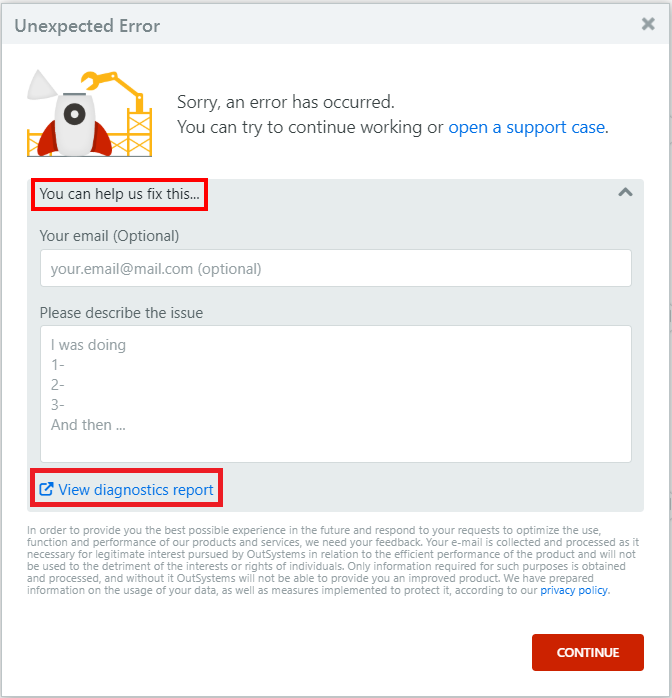 Unexpected Error
Sorry, an error has occurred.
You can try to continue working or open a support case.
You can help us fix this...
Your email (Optional)
your.email@mail.com (optional)
Please describe the issue
I was doing
1-
2-
3-
And then ...
View diagnostics report
In order to provide you the best possible experience in the future and respond to your requests to optimize the use,
function and performance of our products and services, we need your feedback. Your e-mail is collected and processed as it
necessary for legitimate interest pursued by OutSystems in relation to the efficient performance of the product and will not
be used to the detriment of the interests or rights of individuals. Only information required for such purposes is obtained
and processed, and without it OutSystems will not be able to provide you an improved product. We have prepared
information on the usage of your data, as well as measures implemented to protect it, according to our privacy policy.
CONTINUE